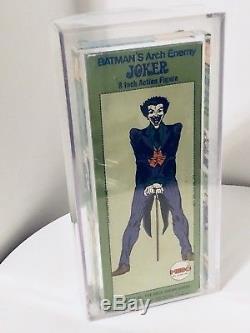 BATMAN'S Arch Enemy
JOKER
8 inch Action Figure
MEGO